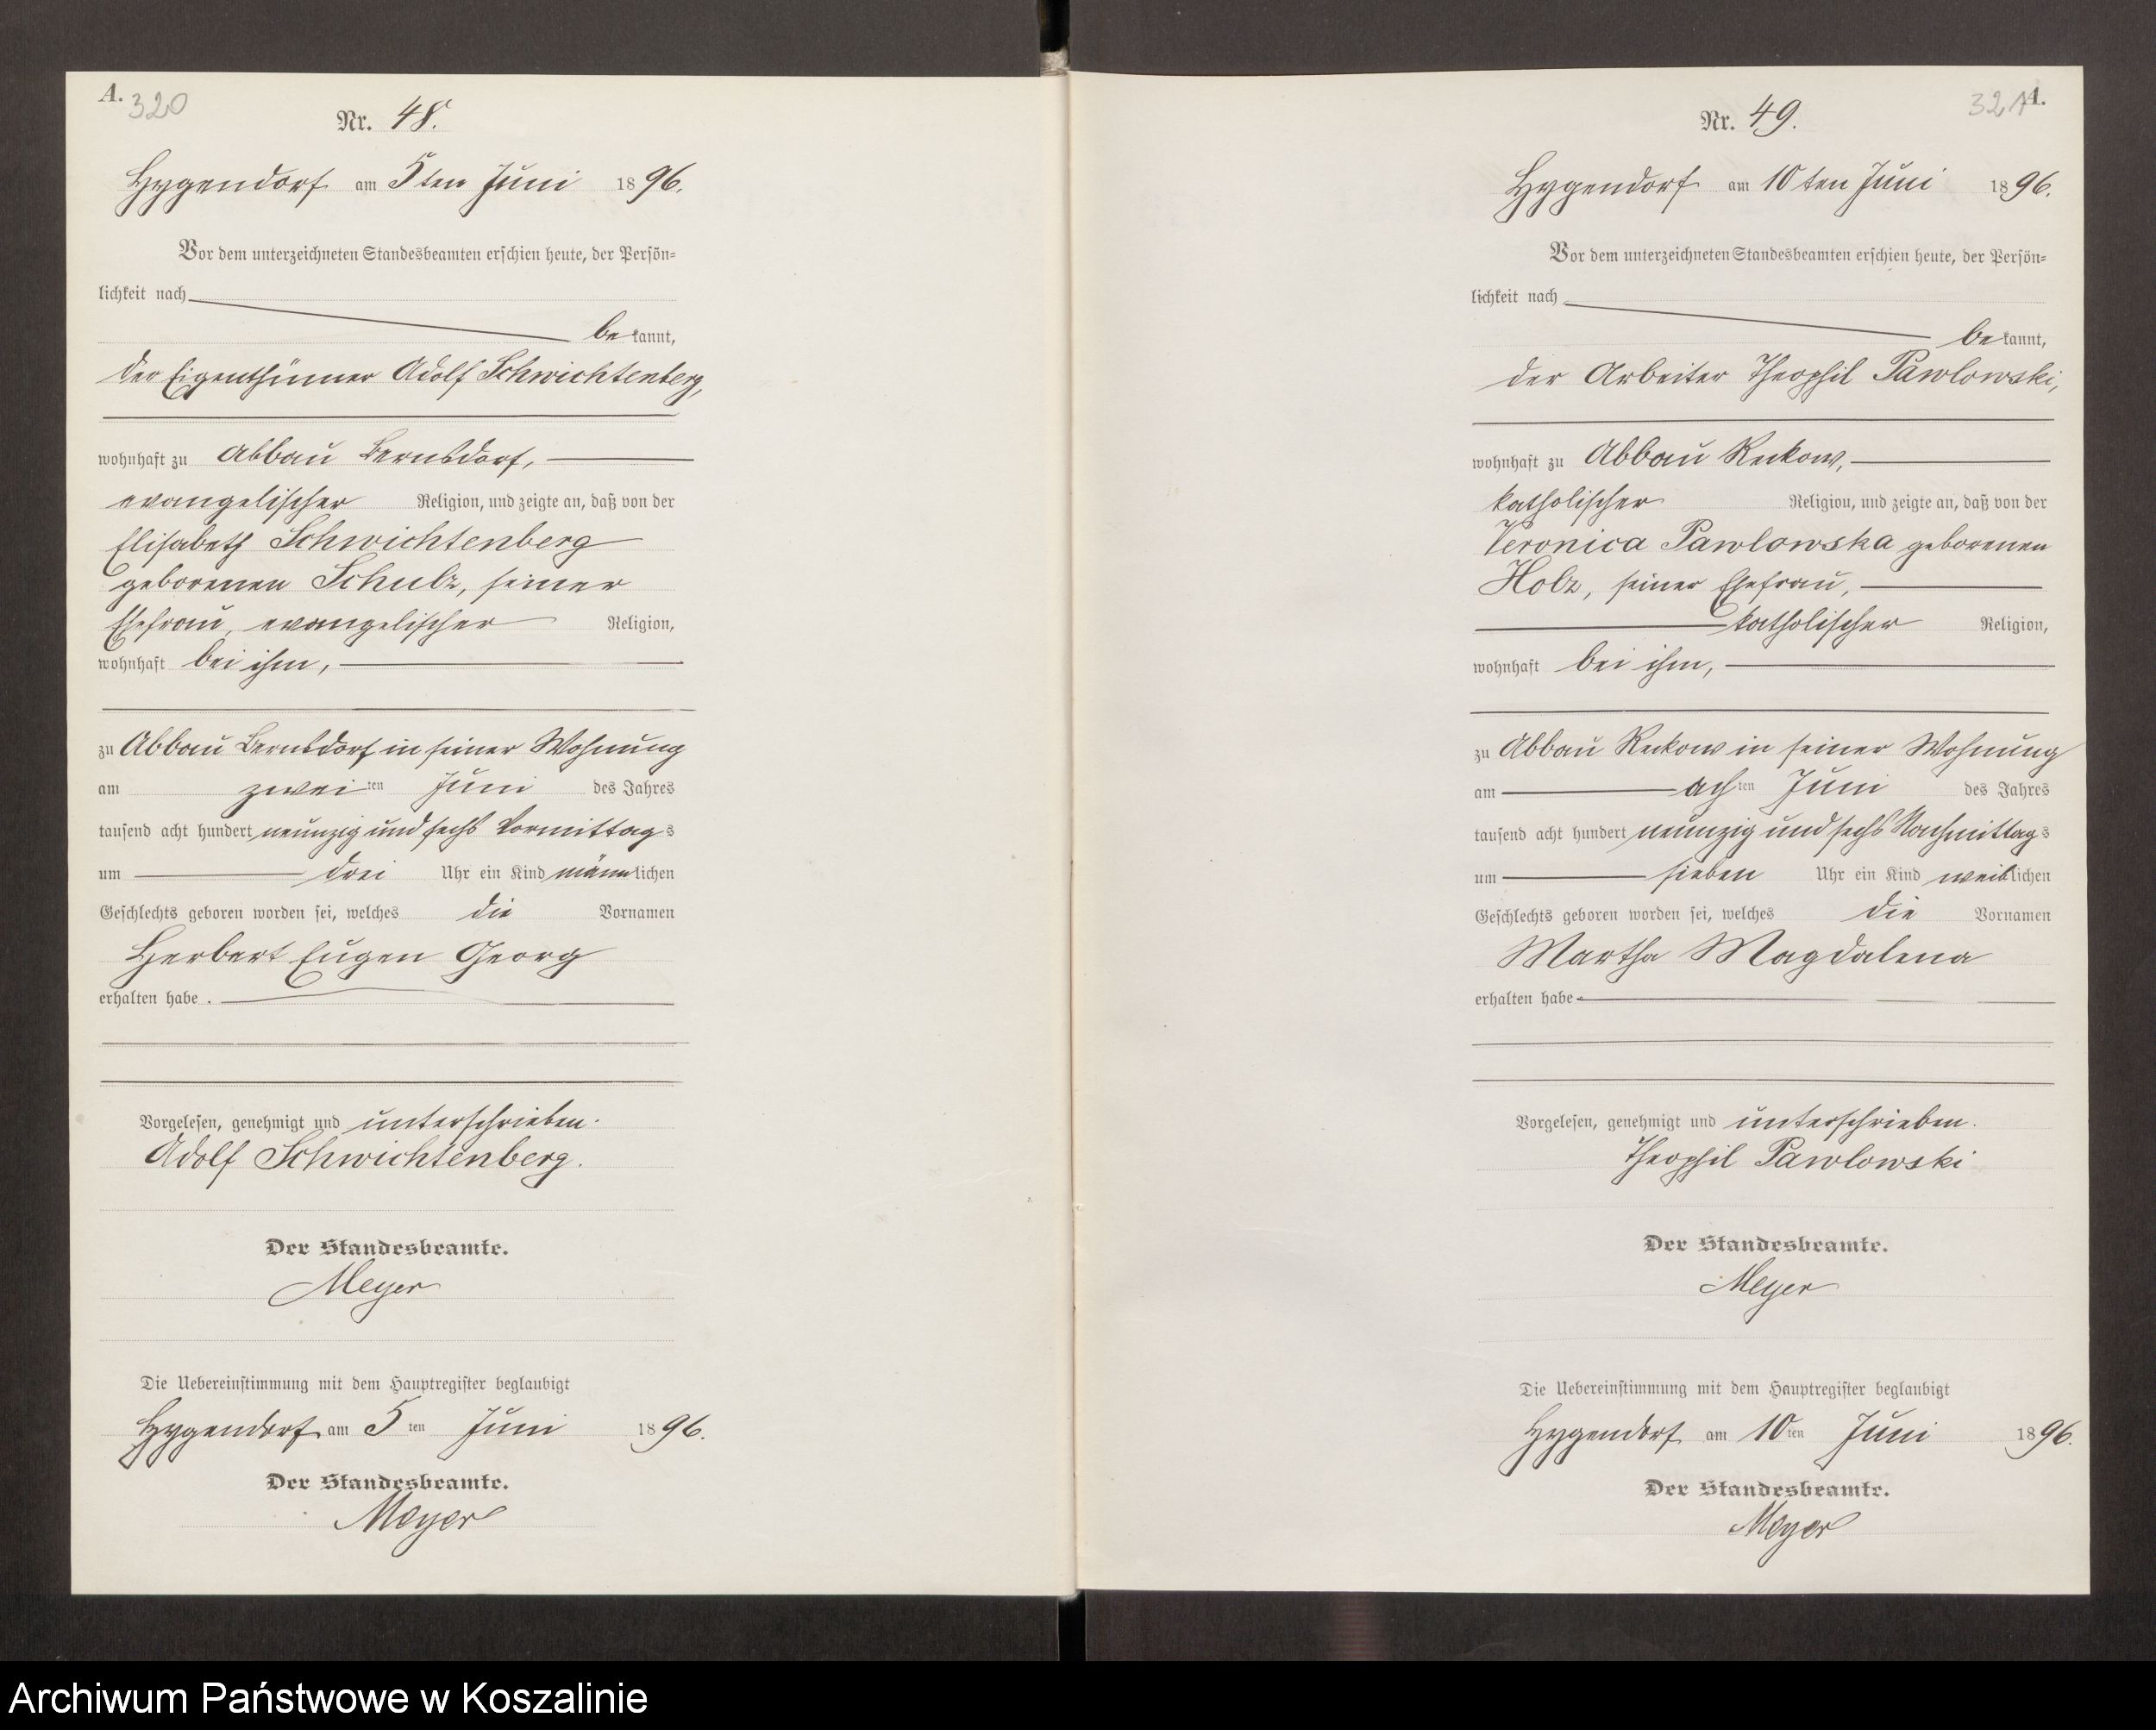 A.
320
Nr. 48.
Hygendorf am 5ten Juni 1896.
Vor dem unterzeichneten Standesbeamten erschien heute, der Persön=
lichkeit nach
bekannt,
der Eigenthümer Adolf Schwichtenberg,
wohnhaft zu Abbau Bernsdorf,
evangelischer Religion, und zeigte an, daß von der
Elisabeth Schwichtenberg
geborenen Schulz, seiner
Ehefrau, evangelischer Religion,
wohnhaft bei ihm,
zu Abbau Bernsdorf in seiner Wohnung
am zweiten Juni des Jahres
tausend acht hundert neunzig und sechs Vormittags
um drei Uhr ein Kind männlichen
Geschlechts geboren worden sei, welches die Vornamen
Herbert Eugen Georg
erhalten habe.
Vorgelesen, genehmigt und unterschrieben.
Adolf Schwichtenberg.
Der Standesbeamte.
Meyer
Die Uebereinstimmung mit dem Hauptregister beglaubigt
Hygendorf am 5ten Juni 1896.
Der Standesbeamte.
Meyer
321
A.
Nr. 49.
Hygendorf am 10ten Juni 1896.
Vor dem unterzeichneten Standesbeamten erschien heute, der Persön=
lichkeit nach
bekannt,
der Arbeiter Theophil Pawlowski,
wohnhaft zu Abbau Reckow,
katholischer Religion, und zeigte an, daß von der
Veronica Pawlowska geborenen
Holz, seiner Ehefrau,
katholischer Religion,
wohnhaft bei ihm,
zu Abbau Reckow in seiner Wohnung
am achten Juni des Jahres
tausend acht hundert neunzig und sechs Nachmittags
um sieben Uhr ein Kind weiblichen
Geschlechts geboren worden sei, welches die Vornamen
Martha Magdalena
erhalten habe
Vorgelesen, genehmigt und unterschrieben.
Theophil Pawlowski
Der Standesbeamte.
Meyer
Die Uebereinstimmung mit dem Hauptregister beglaubigt
Hygendorf am 10ten Juni 1896.
Der Standesbeamte.
Meyer
Archiwum Państwowe w Koszalinie